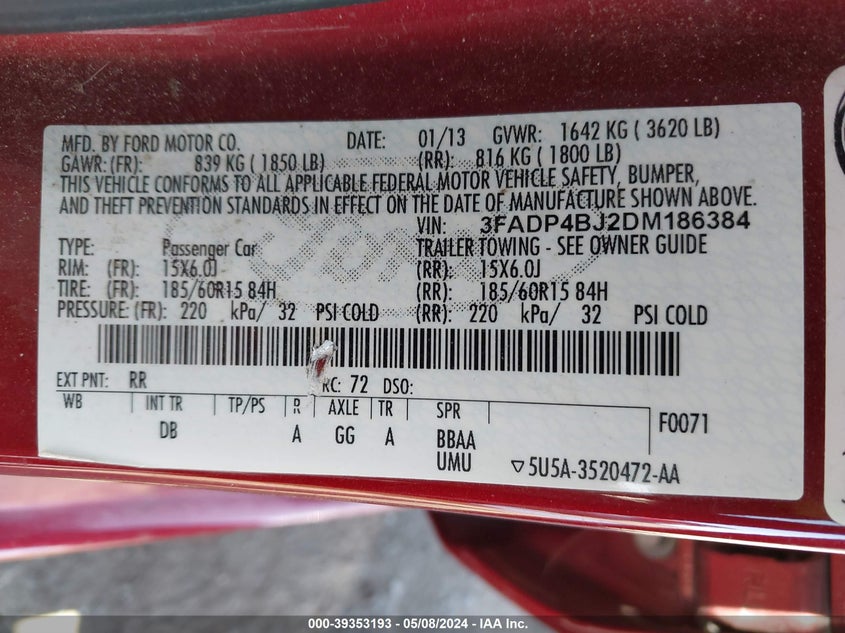 MFD. BY FORD MOTOR CO. DATE: 01/13 GVWR: 1642 KG ( 3620 LB)
GAWR: (FR): 839 KG ( 1850 LB) (RR): 816 KG ( 1800 LB)
THIS VEHICLE CONFORMS TO ALL APPLICABLE FEDERAL MOTOR VEHICLE SAFETY, BUMPER,
AND THEFT PREVENTION STANDARDS IN EFFECT ON THE DATE OF MANUFACTURE SHOWN ABOVE.
VIN: 3FADP4BJ2DM186384
TYPE: Passenger Car TRAILER TOWING - SEE OWNER GUIDE
RIM: (FR): 15X6.0J (RR): 15X6.0J
TIRE: (FR): 185/60R15 84H (RR): 185/60R15 84H
PRESSURE: (FR): 220 kPa/ 32 PSI COLD (RR): 220 kPa/ 32 PSI COLD
EXT PNT: RR RC: 72 DSO:
WB INT TR TP/PS R AXLE TR SPR F0071
DB A GG A BBAA
UMU ▽5U5A-3520472-AA
000-39353193 - 05/08/2024 - IAA Inc.